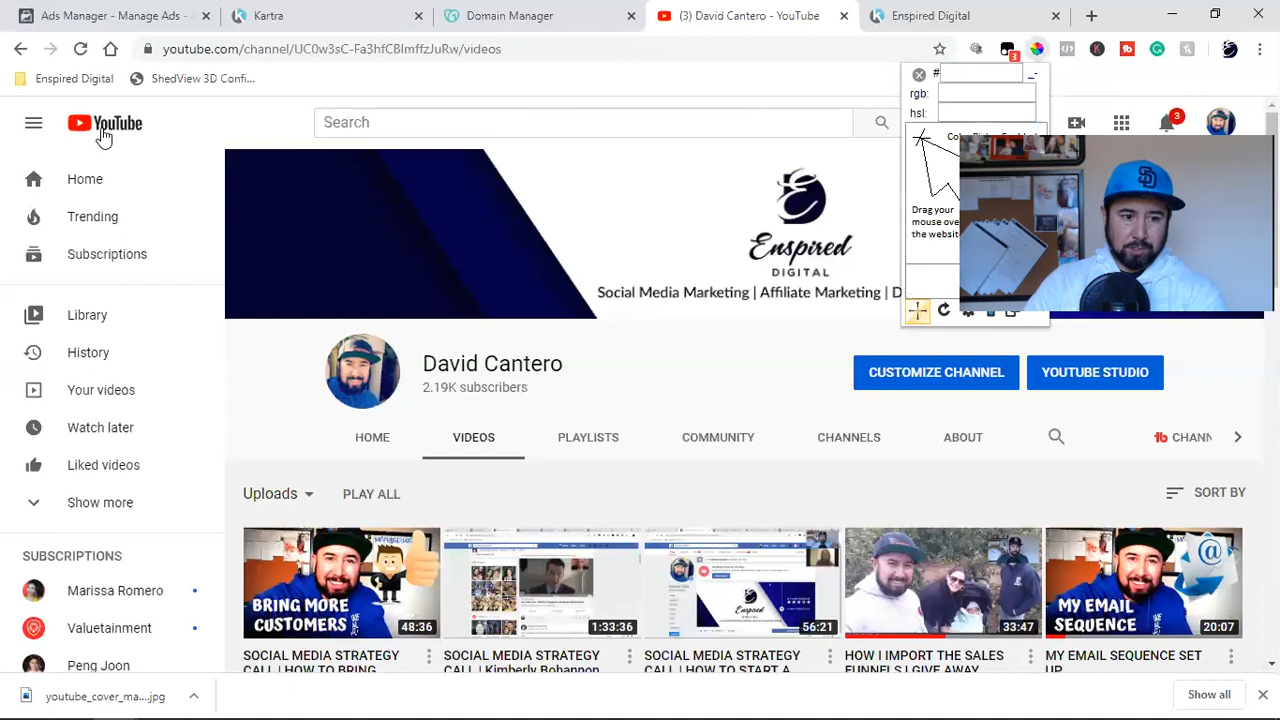 Ads Manager - Manage Ads -
Kartra
Domain Manager
(3) David Cantero - YouTube
Enspired Digital
youtube.com/channel/UC0w3sC-Fa3hfCBlmffzJuRw/videos
3
Enspired Digital
ShedView 3D Confi...
#
rgb:
hsl:
Drag your
mouse over
the website
YouTube
Search
3
Home
Trending
Subscriptions
Library
History
Your videos
Watch later
Liked videos
Show more
SUBSCRIPTIONS
Marissa Romero
Valuetainment
Peng Joon
Enspired
DIGITAL
Social Media Marketing | Affiliate Marketing | D
David Cantero
2.19K subscribers
CUSTOMIZE CHANNEL
YOUTUBE STUDIO
HOME
VIDEOS
PLAYLISTS
COMMUNITY
CHANNELS
ABOUT
CHANN
Uploads
PLAY ALL
SORT BY
BRING MORE
CUSTOMERS
48:36
1:33:36
56:21
33:47
MY EMAIL
SEQUENCE
20:07
SOCIAL MEDIA STRATEGY
CALL | HOW TO BRING
SOCIAL MEDIA STRATEGY
CALL | Kimberly Bohannon
SOCIAL MEDIA STRATEGY
CALL | HOW TO START A
HOW I IMPORT THE SALES
FUNNELS I GIVE AWAY
MY EMAIL SEQUENCE SET
UP
youtube_cover_ma....jpg
Show all